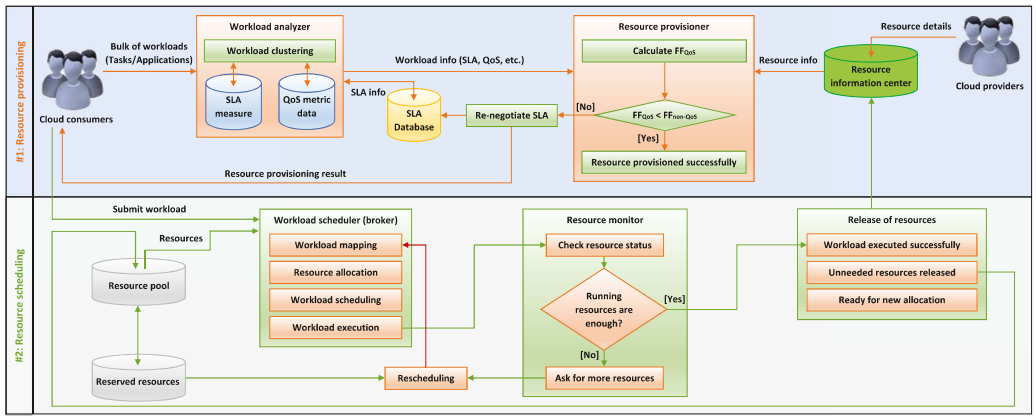 #1: Resource provisioning
Cloud consumers
Bulk of workloads
(Tasks/Applications)
Workload analyzer
Workload clustering
SLA
measure
QoS metric
data
Workload info (SLA, QoS, etc.)
SLA info
SLA
Database
Re-negotiate SLA
[No]
Resource provisioner
Calculate FFQoS
FFQoS < FFnon-QoS
[Yes]
Resource provisioned successfully
Resource info
Resource details
Resource
information center
Cloud providers
Resource provisioning result
#2: Resource scheduling
Submit workload
Resources
Resource pool
Reserved resources
Workload scheduler (broker)
Workload mapping
Resource allocation
Workload scheduling
Workload execution
Rescheduling
Resource monitor
Check resource status
Running
resources are
enough?
[Yes]
[No]
Ask for more resources
Release of resources
Workload executed successfully
Unneeded resources released
Ready for new allocation